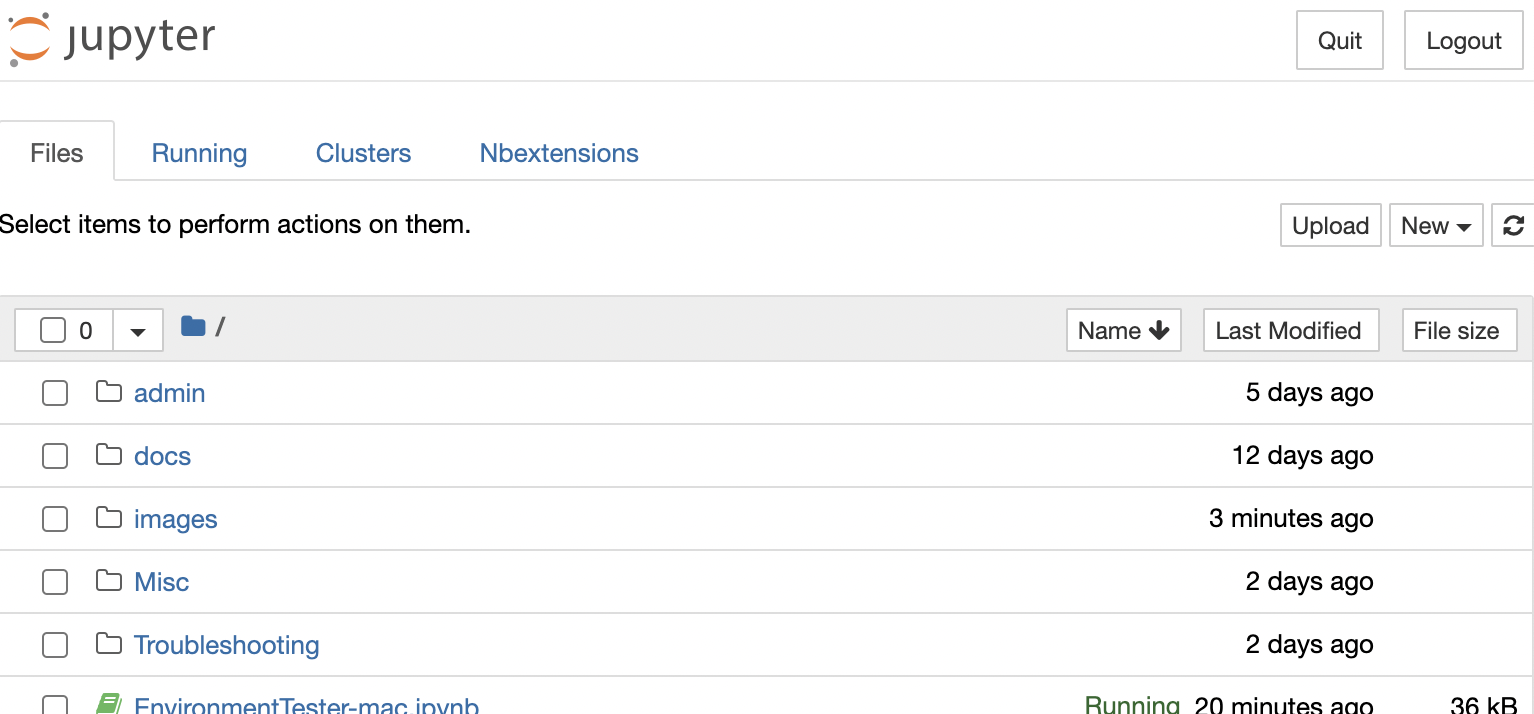 jupyter
Quit Logout
Files Running Clusters Nbextensions
Select items to perform actions on them.
Upload New
0 / Name Last Modified File size
admin 5 days ago
docs 12 days ago
images 3 minutes ago
Misc 2 days ago
Troubleshooting 2 days ago
EnvironmentTester-mac.ipynb Running 20 minutes ago 36 kB